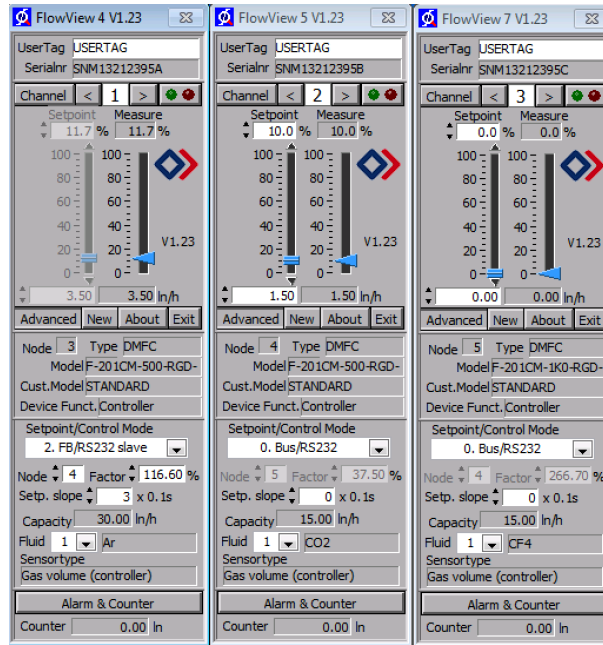 FlowView 4 V1.23
UserTag USERTAG
Serialnr SNM13212395A
Channel < 1 >
Setpoint Measure
11.7 % 11.7 %
100 100
80 80
60 60
40 40
20 20
0 0
V1.23
3.50 3.50 ln/h
Advanced New About Exit
Node 3 Type DMFC
Model F-201CM-500-RGD-
Cust.Model STANDARD
Device Funct. Controller
Setpoint/Control Mode
2. FB/RS232 slave
Node 4 Factor 116.60 %
Setp. slope 3 x 0.1s
Capacity 30.00 ln/h
Fluid 1 Ar
Sensortype
Gas volume (controller)
Alarm & Counter
Counter 0.00 ln
FlowView 5 V1.23
UserTag USERTAG
Serialnr SNM13212395B
Channel < 2 >
Setpoint Measure
10.0 % 10.0 %
100 100
80 80
60 60
40 40
20 20
0 0
V1.23
1.50 1.50 ln/h
Advanced New About Exit
Node 4 Type DMFC
Model F-201CM-500-RGD-
Cust.Model STANDARD
Device Funct. Controller
Setpoint/Control Mode
0. Bus/RS232
Node 5 Factor 37.50 %
Setp. slope 0 x 0.1s
Capacity 15.00 ln/h
Fluid 1 CO2
Sensortype
Gas volume (controller)
Alarm & Counter
Counter 0.00 ln
FlowView 7 V1.23
UserTag USERTAG
Serialnr SNM13212395C
Channel < 3 >
Setpoint Measure
0.0 % 0.0 %
100 100
80 80
60 60
40 40
20 20
0 0
V1.23
0.00 0.00 ln/h
Advanced New About Exit
Node 5 Type DMFC
Model F-201CM-1K0-RGD-
Cust.Model STANDARD
Device Funct. Controller
Setpoint/Control Mode
0. Bus/RS232
Node 4 Factor 266.70 %
Setp. slope 0 x 0.1s
Capacity 15.00 ln/h
Fluid 1 CF4
Sensortype
Gas volume (controller)
Alarm & Counter
Counter 0.00 ln